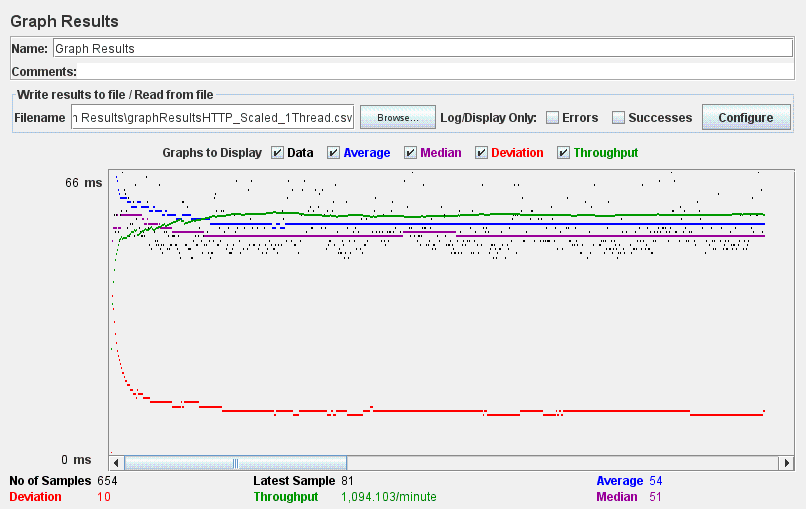 Graph Results
Name: Graph Results
Comments:
Write results to file / Read from file
Filename n Results\graphResultsHTTP_Scaled_1Thread.csv Browse... Log/Display Only: Errors Successes Configure
Graphs to Display Data Average Median Deviation Throughput
66 ms
0 ms
No of Samples 654 Latest Sample 81 Average 54
Deviation 10 Throughput 1,094.103/minute Median 51